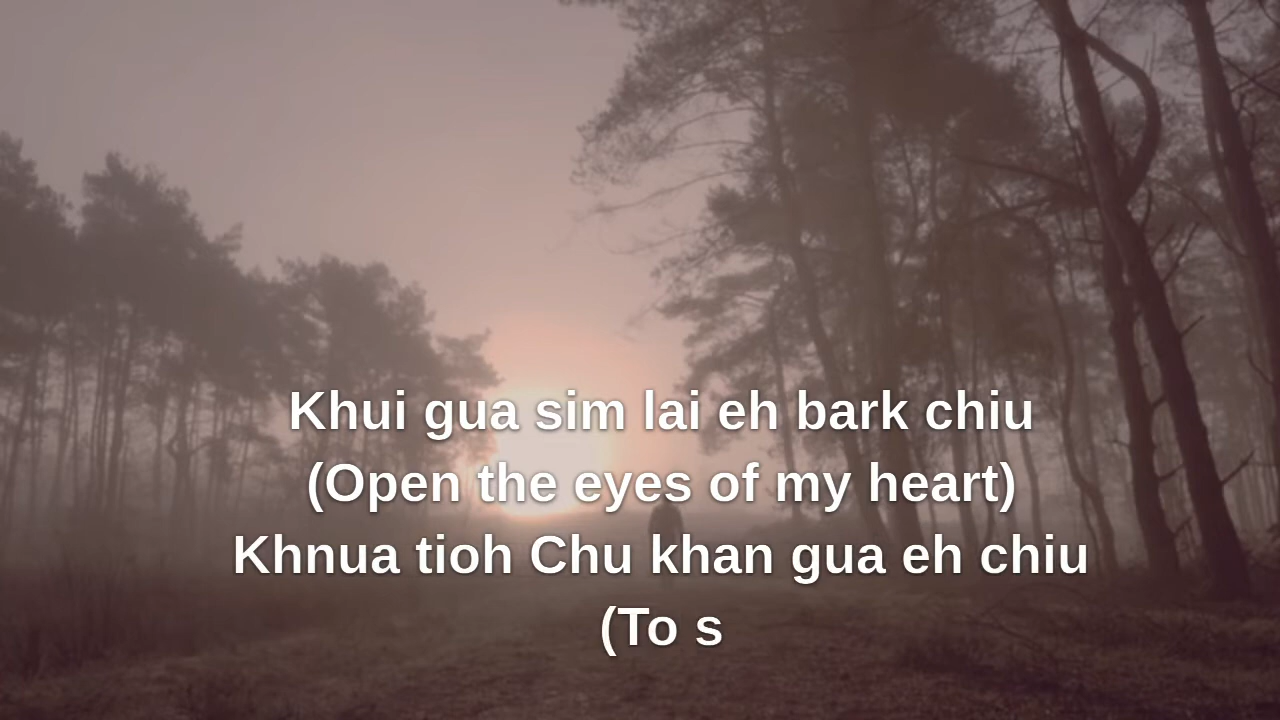 Khui gua sim lai eh bark chiu
(Open the eyes of my heart)
Khnua tioh Chu khan gua eh chiu
(To s